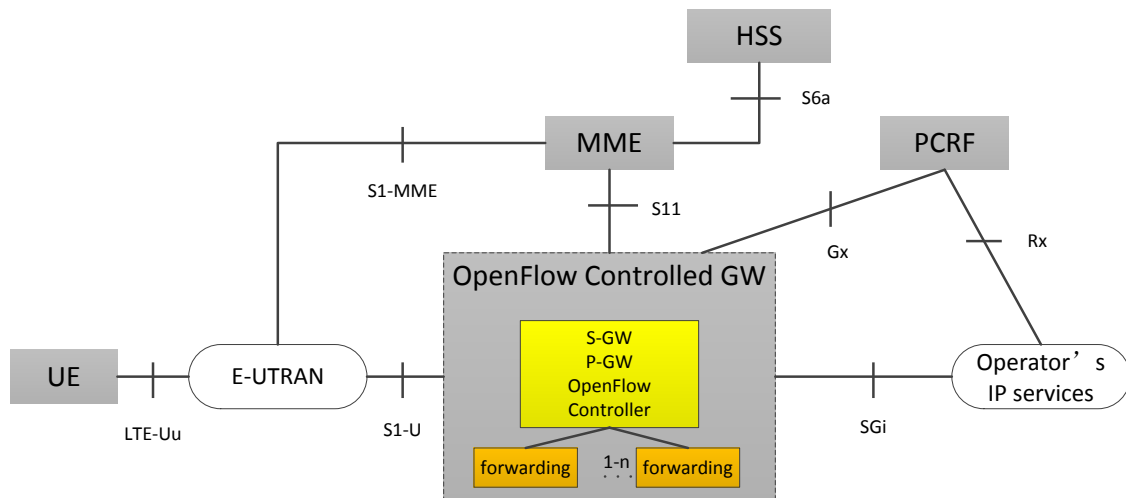 HSS
S6a
MME
PCRF
S1-MME
S11
Gx
Rx
OpenFlow Controlled GW
S-GW
P-GW
OpenFlow
Controller
UE
E-UTRAN
Operator’s
IP services
LTE-Uu
S1-U
SGi
forwarding
1-n
. . .
forwarding